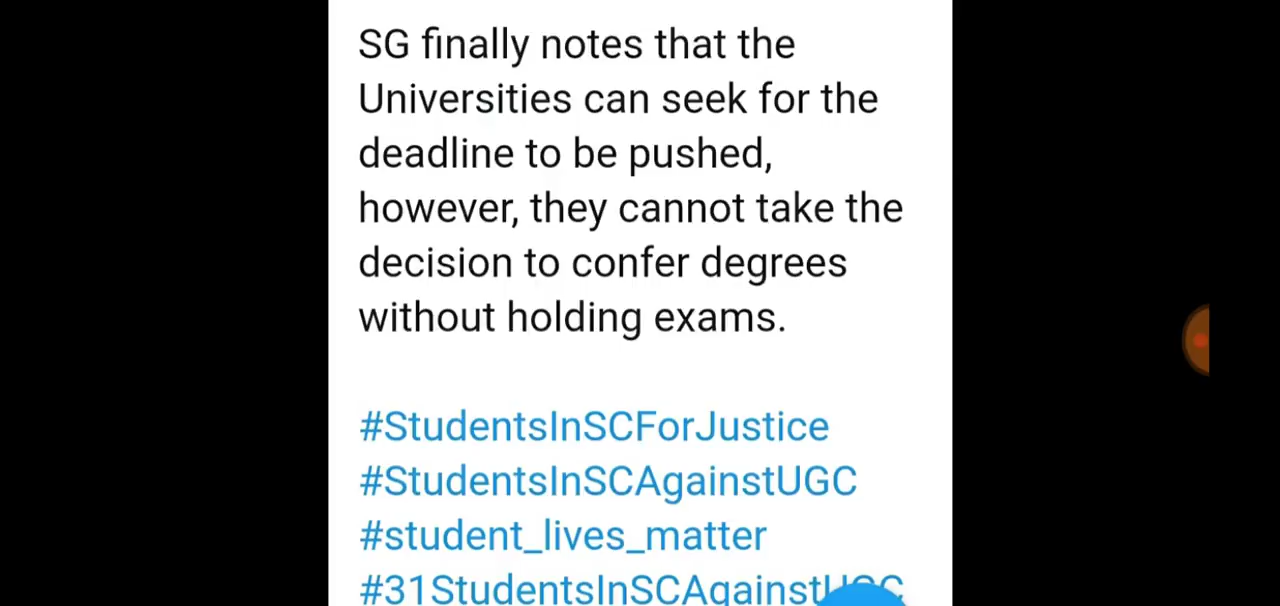 SG finally notes that the
Universities can seek for the
deadline to be pushed,
however, they cannot take the
decision to confer degrees
without holding exams.
#StudentsInSCForJustice
#StudentsInSCAgainstUGC
#student_lives_matter
#31StudentsInSCAgainstUGC